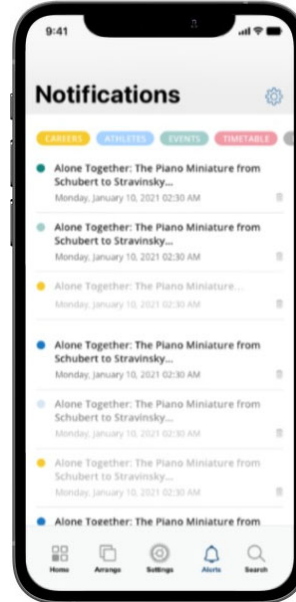 9:41
Notifications
CAREERS ATHLETES EVENTS TIMETABLE
Alone Together: The Piano Miniature from
Schubert to Stravinsky...
Monday, January 10, 2021 02:30 AM
Alone Together: The Piano Miniature from
Schubert to Stravinsky...
Monday, January 10, 2021 02:30 AM
Alone Together: The Piano Miniature...
Monday, January 10, 2021 02:30 AM
Alone Together: The Piano Miniature from
Schubert to Stravinsky...
Monday, January 10, 2021 02:30 AM
Alone Together: The Piano Miniature from
Schubert to Stravinsky...
Monday, January 10, 2021 02:30 AM
Alone Together: The Piano Miniature from
Schubert to Stravinsky...
Monday, January 10, 2021 02:30 AM
Alone Together: The Piano Miniature from
Home Arrange Settings Alerts Search